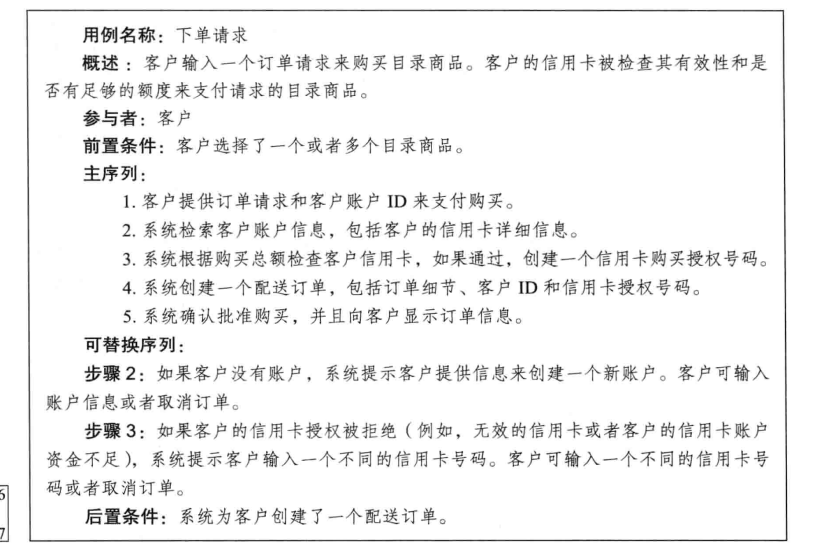 用例名称：下单请求
概述：客户输入一个订单请求来购买目录商品。客户的信用卡被检查其有效性和是
否有足够的额度来支付请求的目录商品。
参与者：客户
前置条件：客户选择了一个或者多个目录商品。
主序列：
1. 客户提供订单请求和客户账户 ID 来支付购买。
2. 系统检索客户账户信息，包括客户的信用卡详细信息。
3. 系统根据购买总额检查客户信用卡，如果通过，创建一个信用卡购买授权号码。
4. 系统创建一个配送订单，包括订单细节、客户 ID 和信用卡授权号码。
5. 系统确认批准购买，并且向客户显示订单信息。
可替换序列：
步骤 2：如果客户没有账户，系统提示客户提供信息来创建一个新账户。客户可输入
账户信息或者取消订单。
步骤 3：如果客户的信用卡授权被拒绝（例如，无效的信用卡或者客户的信用卡账户
资金不足），系统提示客户输入一个不同的信用卡号码。客户可输入一个不同的信用卡号
码或者取消订单。
后置条件：系统为客户创建了一个配送订单。
6
7